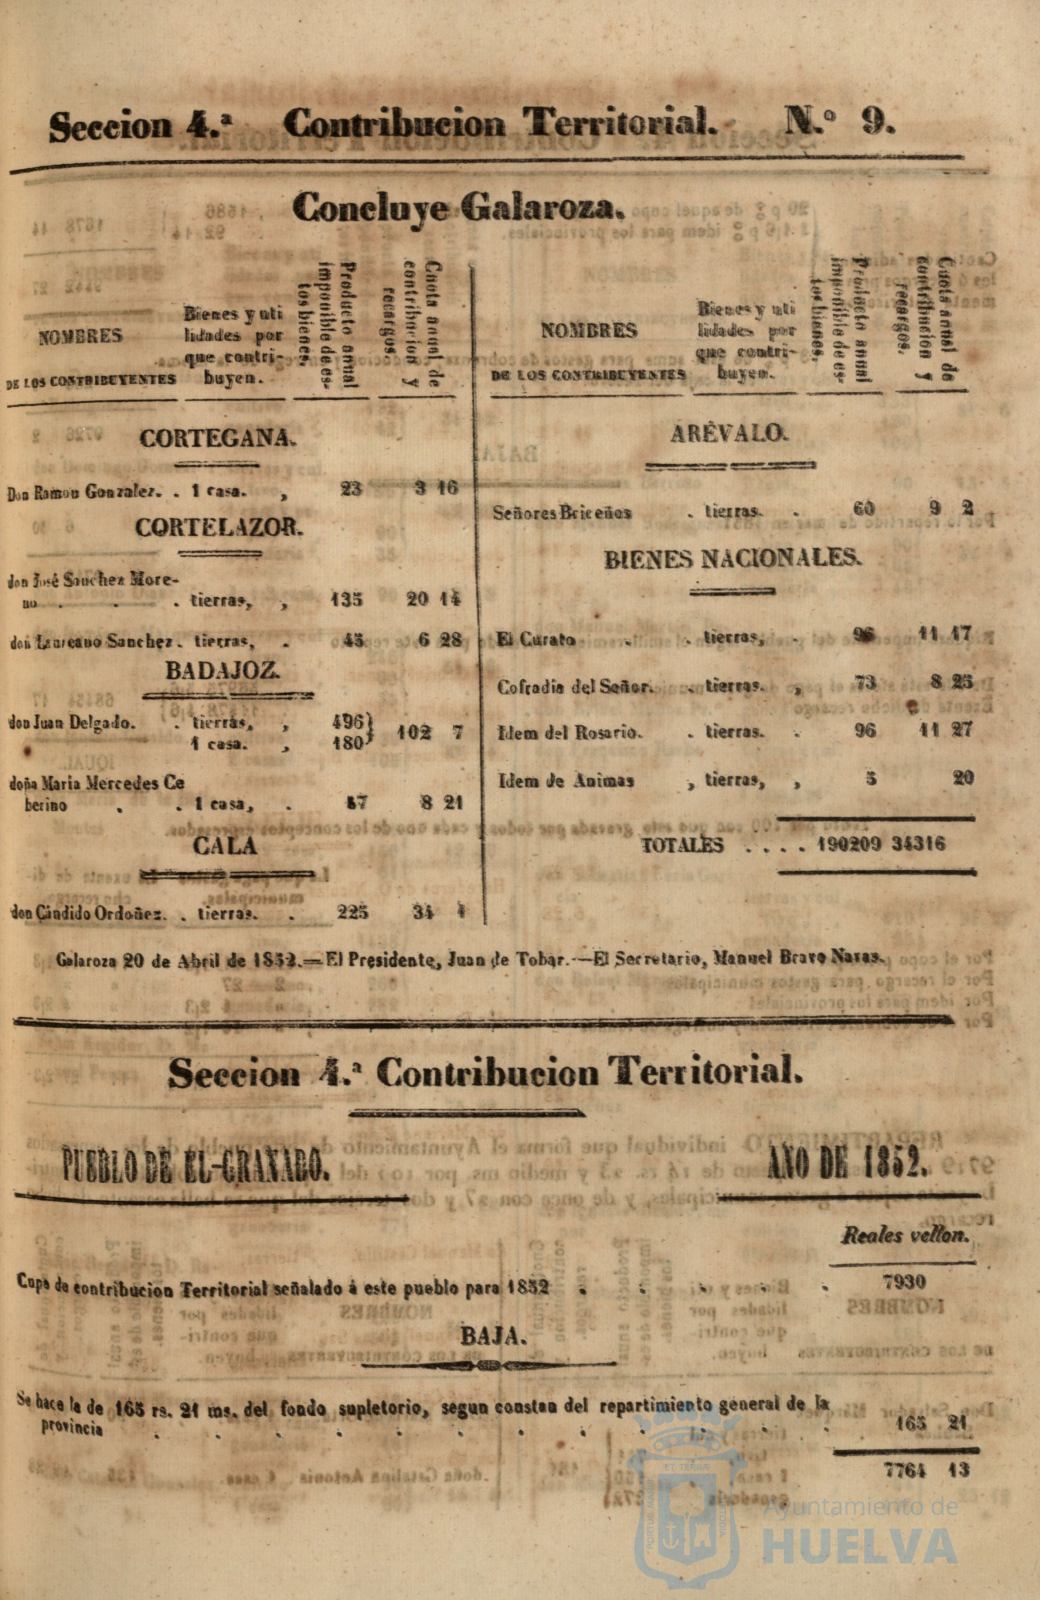 Seccion 4.ª Contribucion Territorial. N.º 9.
Concluye Galaroza.
NOMBRES
DE LOS CONTRIBUYENTES
Bienes y uti
lidades por
que contri-
buyen.
Producto anual
imponible de es-
tos bienes.
Cuota anual de
contribucion y
recargos.
CORTEGANA.
Don Ramon Gonzalez. . 1 casa. , 23 3 16
CORTELAZOR.
don José Sanchez More-
no . . . tierras, , 135 20 14
don Laureano Sanchez . tierras, . 45 6 28
BADAJOZ.
don Juan Delgado. . tierras, , 496} 102 7
1 casa. , 180}
doña Maria Mercedes Ce
berino . . 1 casa, . 57 8 21
CALA
don Cándido Ordoñez. . tierras. . 225 34 4
NOMBRES
DE LOS CONTRIBUYENTES
Bienes y uti
lidades por
que contri-
buyen.
Producto anual
imponible de es-
tos bienes.
Cuota anual de
contribucion y
recargos.
ARÉVALO.
Señores Briceños . tierras. . 60 9 2
BIENES NACIONALES.
El Curato . . tierras, . 96 11 17
Cofradia del Señor. . tierras. , 73 8 25
Idem del Rosario. . tierras. . 96 11 27
Idem de Animas , tierras, , 5 20
TOTALES . . . . 190209 34316
Galaroza 20 de Abril de 1852.—El Presidente, Juan de Tobar.—El Secretario, Manuel Bravo Navas.
Seccion 4.ª Contribucion Territorial.
PUEBLO DE EL-GRANADO. AÑO DE 1852.
Reales vellon.
Cupo de contribucion Territorial señalado á este pueblo para 1852 . . . . . 7930
BAJA.
Se hace la de 165 rs. 21 ms. del fondo supletorio, segun constan del repartimiento general de la
provincia . . . . . . . . . 165 21
7764 13
Ayuntamiento de
HUELVA